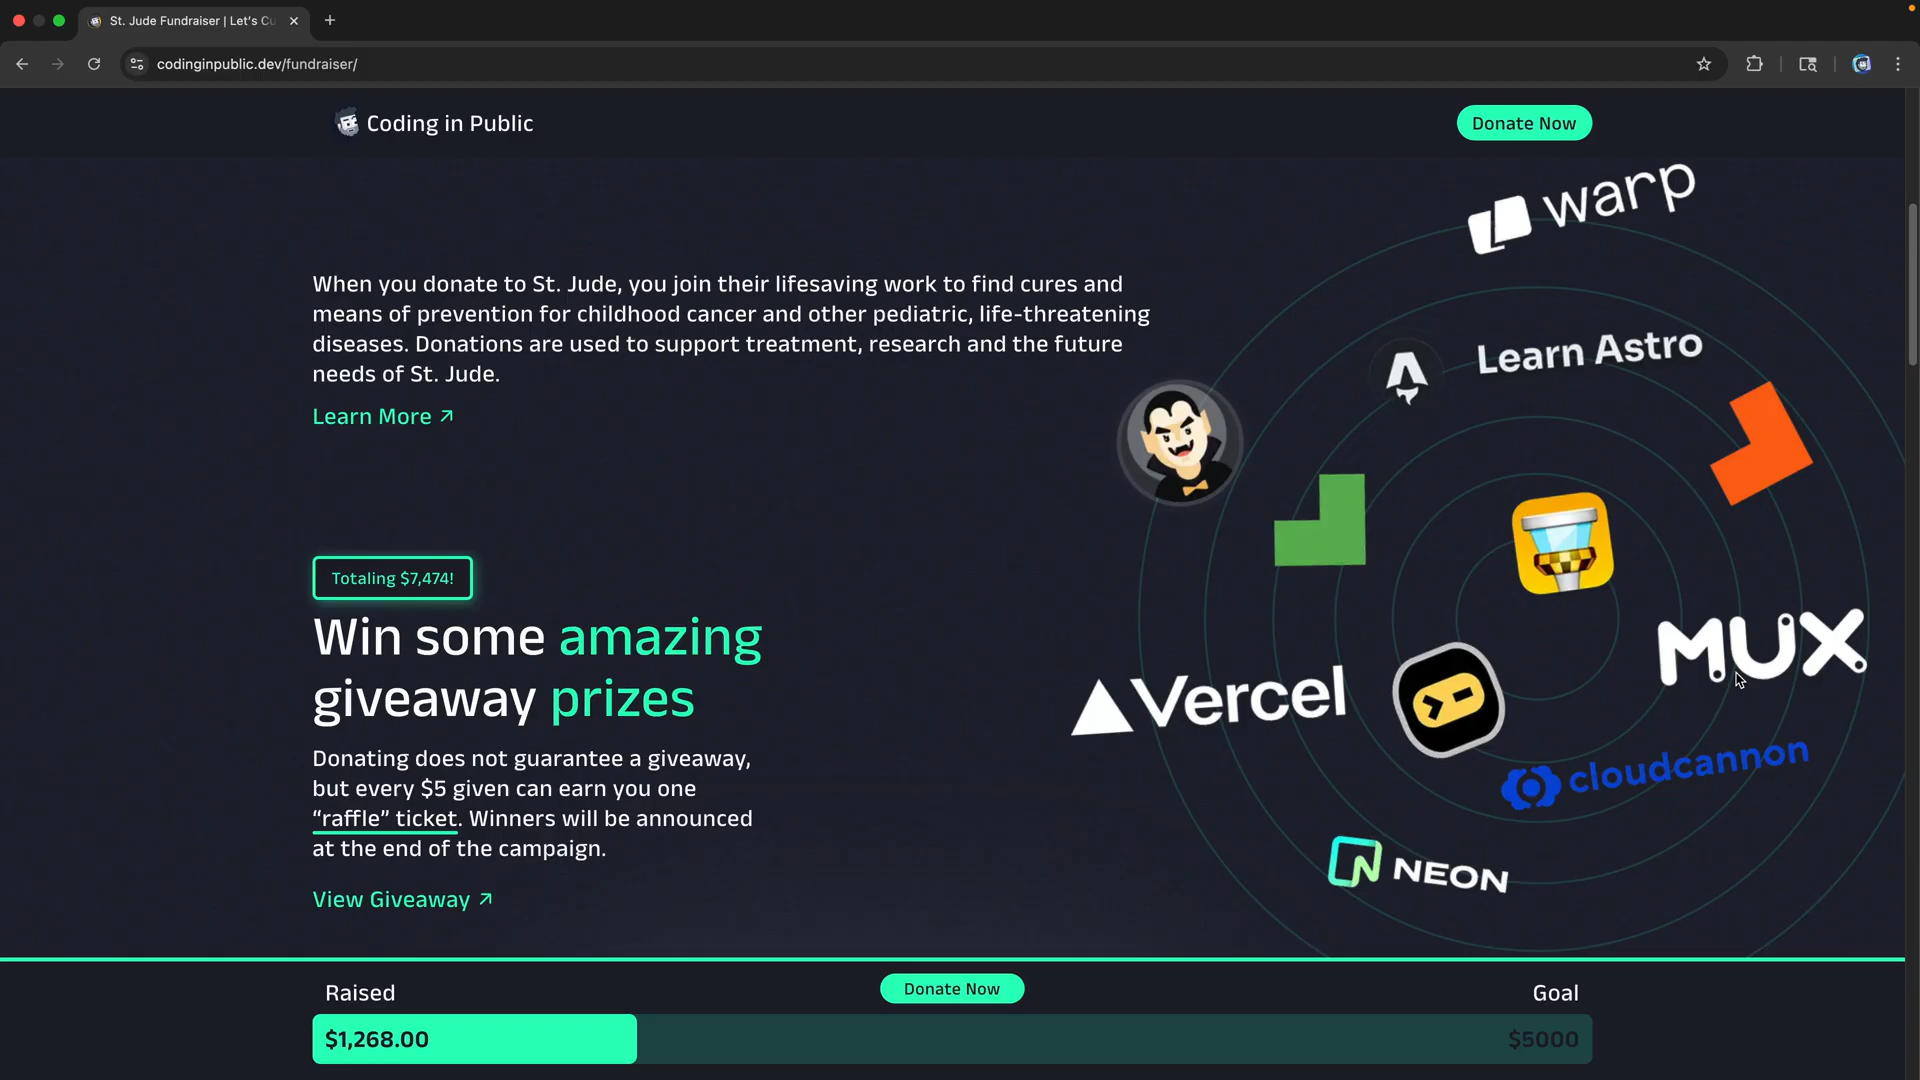 St. Jude Fundraiser | Let's Cu
codinginpublic.dev/fundraiser/
Coding in Public
Donate Now
warp
When you donate to St. Jude, you join their lifesaving work to find cures and
means of prevention for childhood cancer and other pediatric, life-threatening
diseases. Donations are used to support treatment, research and the future
needs of St. Jude.
Learn More ↗
Learn Astro
Totaling $7,474!
Win some amazing
giveaway prizes
Donating does not guarantee a giveaway,
but every $5 given can earn you one
“raffle” ticket. Winners will be announced
at the end of the campaign.
View Giveaway ↗
MUX
Vercel
cloudcannon
NEON
Raised
Donate Now
Goal
$1,268.00
$5000